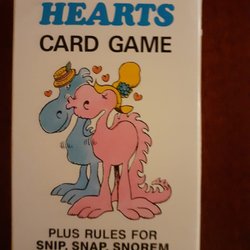 HEARTS
CARD GAME
PLUS RULES FOR
SNIP, SNAP, SNOREM